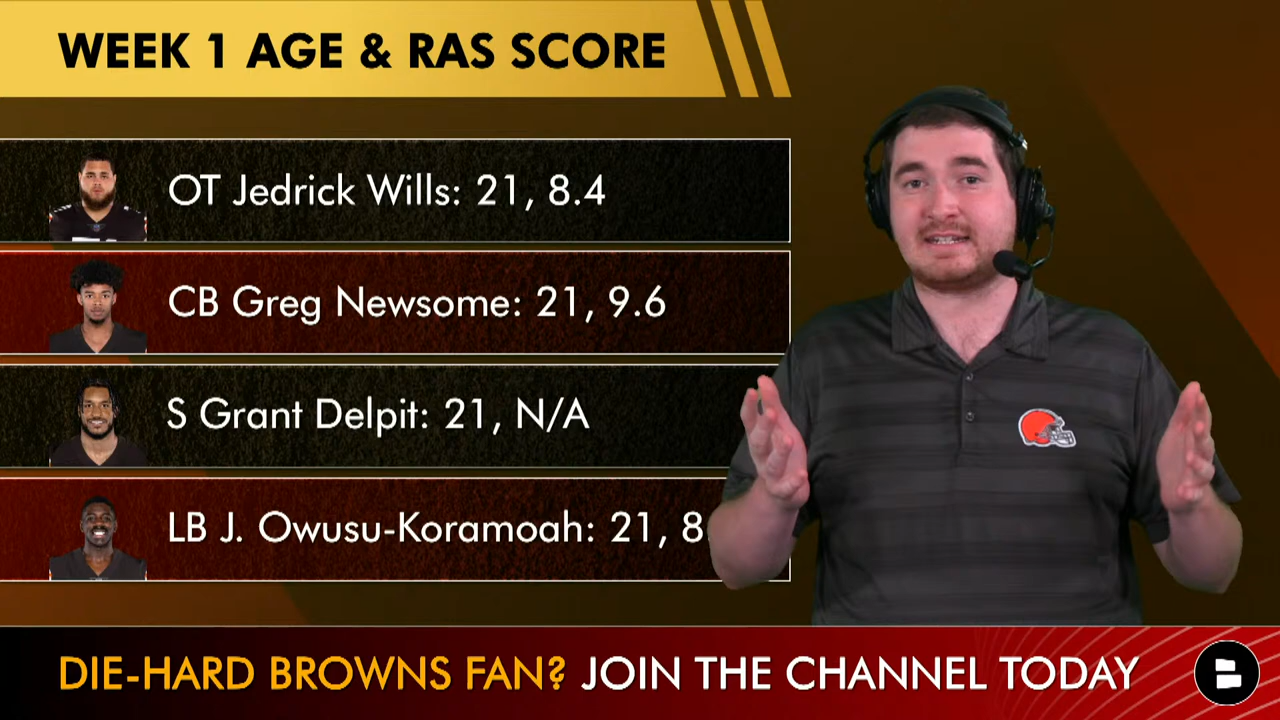 WEEK 1 AGE & RAS SCORE
OT Jedrick Wills: 21, 8.4
CB Greg Newsome: 21, 9.6
S Grant Delpit: 21, N/A
LB J. Owusu-Koramoah: 21, 8
DIE-HARD BROWNS FAN? JOIN THE CHANNEL TODAY